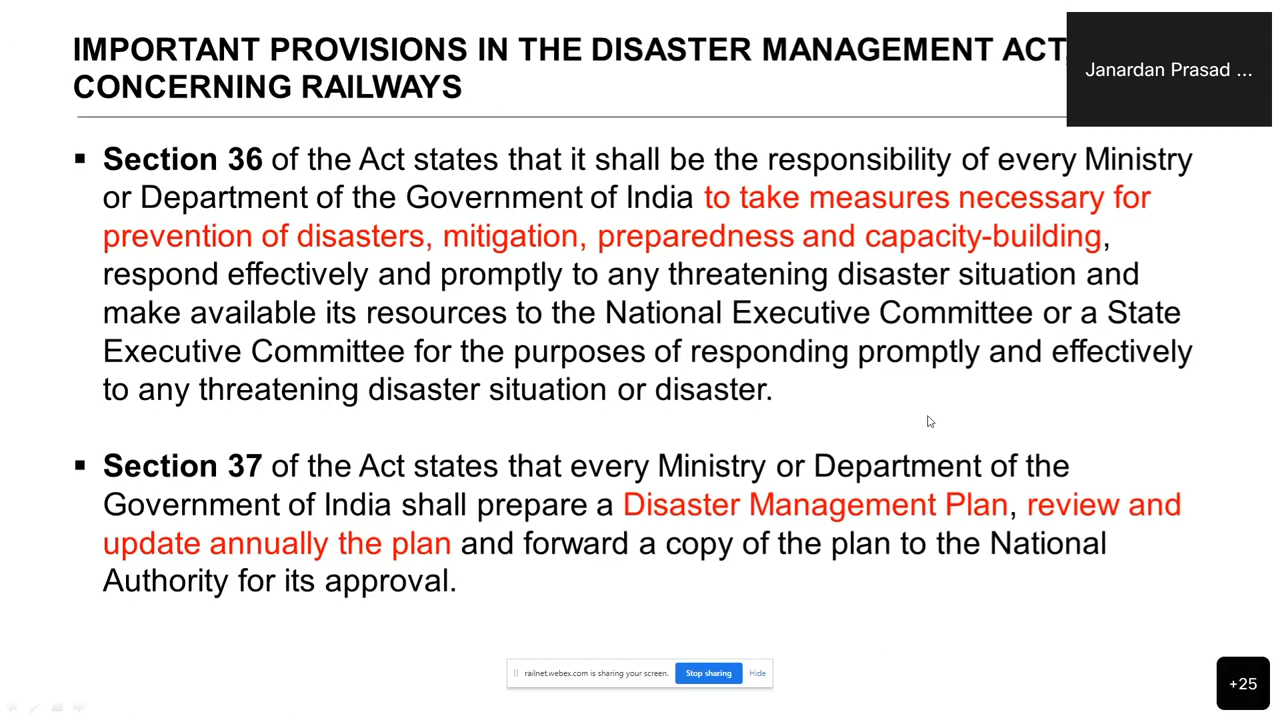 IMPORTANT PROVISIONS IN THE DISASTER MANAGEMENT ACT,
CONCERNING RAILWAYS
Janardan Prasad ...
▪ Section 36 of the Act states that it shall be the responsibility of every Ministry
or Department of the Government of India to take measures necessary for
prevention of disasters, mitigation, preparedness and capacity-building,
respond effectively and promptly to any threatening disaster situation and
make available its resources to the National Executive Committee or a State
Executive Committee for the purposes of responding promptly and effectively
to any threatening disaster situation or disaster.
▪ Section 37 of the Act states that every Ministry or Department of the
Government of India shall prepare a Disaster Management Plan, review and
update annually the plan and forward a copy of the plan to the National
Authority for its approval.
railnet.webex.com is sharing your screen. Stop sharing Hide
+25